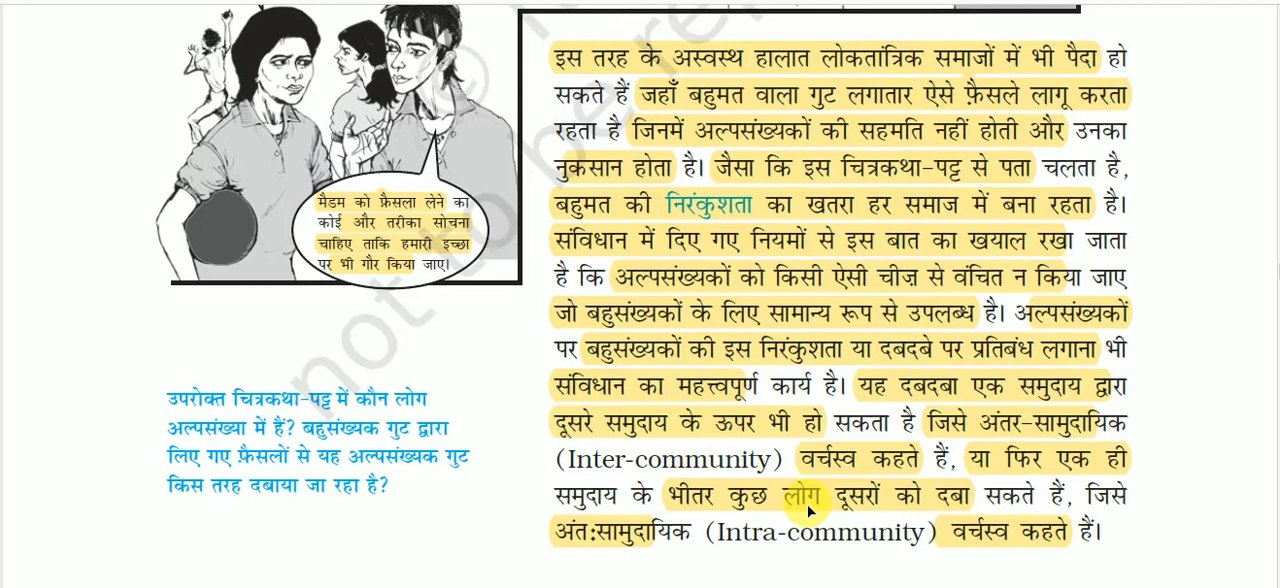 मैडम को फ़ैसला लेने का
कोई और तरीका सोचना
चाहिए ताकि हमारी इच्छा
पर भी गौर किया जाए।
उपरोक्त चित्रकथा-पट्ट में कौन लोग
अल्पसंख्या में हैं? बहुसंख्यक गुट द्वारा
लिए गए फ़ैसलों से यह अल्पसंख्यक गुट
किस तरह दबाया जा रहा है?
इस तरह के अस्वस्थ हालात लोकतांत्रिक समाजों में भी पैदा हो
सकते हैं जहाँ बहुमत वाला गुट लगातार ऐसे फ़ैसले लागू करता
रहता है जिनमें अल्पसंख्यकों की सहमति नहीं होती और उनका
नुकसान होता है। जैसा कि इस चित्रकथा-पट्ट से पता चलता है,
बहुमत की निरंकुशता का खतरा हर समाज में बना रहता है।
संविधान में दिए गए नियमों से इस बात का खयाल रखा जाता
है कि अल्पसंख्यकों को किसी ऐसी चीज़ से वंचित न किया जाए
जो बहुसंख्यकों के लिए सामान्य रूप से उपलब्ध है। अल्पसंख्यकों
पर बहुसंख्यकों की इस निरंकुशता या दबदबे पर प्रतिबंध लगाना भी
संविधान का महत्त्वपूर्ण कार्य है। यह दबदबा एक समुदाय द्वारा
दूसरे समुदाय के ऊपर भी हो सकता है जिसे अंतर-सामुदायिक
(Inter-community) वर्चस्व कहते हैं, या फिर एक ही
समुदाय के भीतर कुछ लोग दूसरों को दबा सकते हैं, जिसे
अंत:सामुदायिक (Intra-community) वर्चस्व कहते हैं।
not to be re